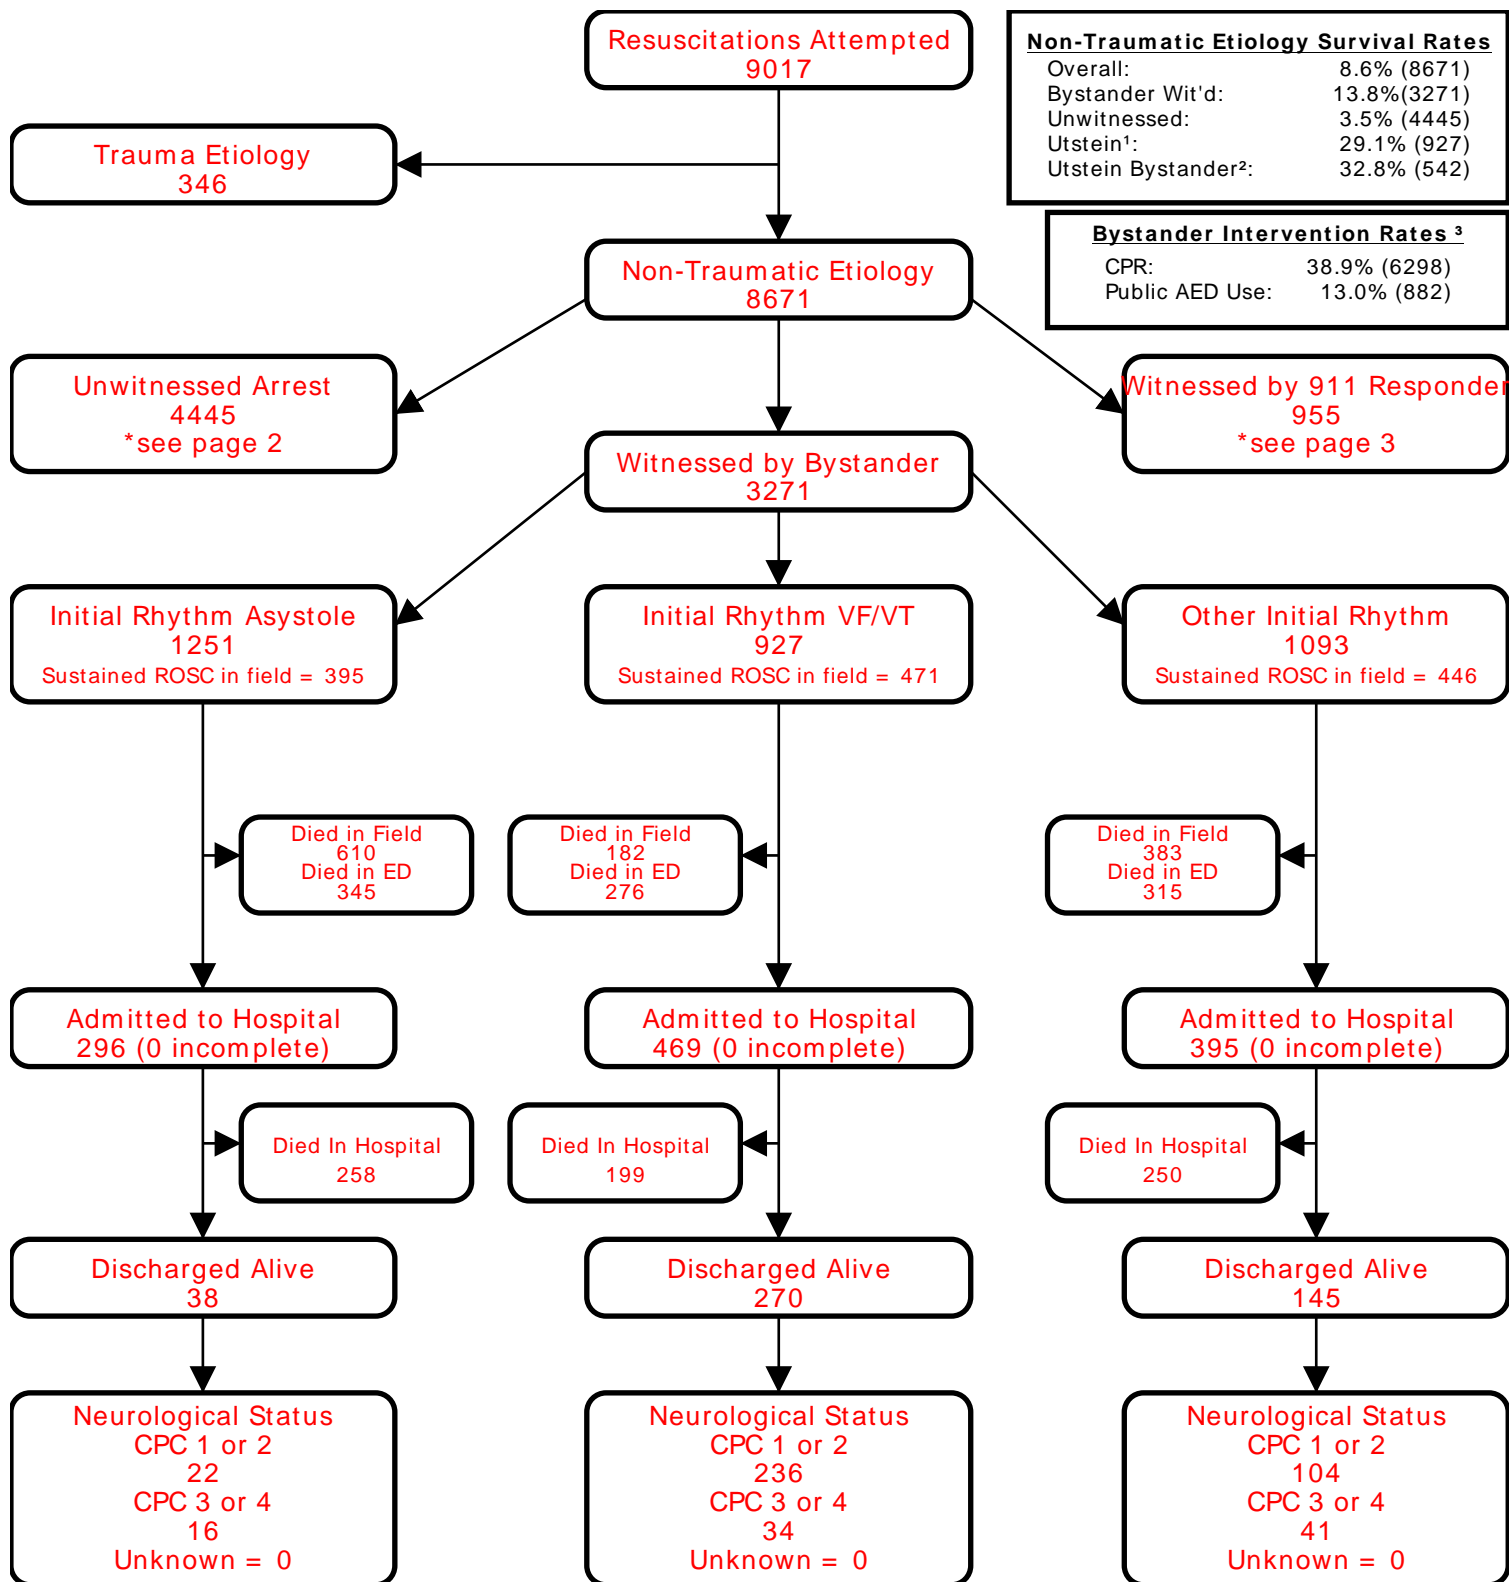 Resuscitations Attempted
9017
Non-Traumatic Etiology Survival Rates
Overall: 8.6% (8671)
Bystander Wit'd: 13.8%(3271)
Unwitnessed: 3.5% (4445)
Utstein¹: 29.1% (927)
Utstein Bystander²: 32.8% (542)
Trauma Etiology
346
Bystander Intervention Rates ³
CPR: 38.9% (6298)
Public AED Use: 13.0% (882)
Non-Traumatic Etiology
8671
Unwitnessed Arrest
4445
*see page 2
Witnessed by 911 Responder
955
*see page 3
Witnessed by Bystander
3271
Initial Rhythm Asystole
1251
Sustained ROSC in field = 395
Initial Rhythm VF/VT
927
Sustained ROSC in field = 471
Other Initial Rhythm
1093
Sustained ROSC in field = 446
Died in Field
610
Died in ED
345
Died in Field
182
Died in ED
276
Died in Field
383
Died in ED
315
Admitted to Hospital
296 (0 incomplete)
Admitted to Hospital
469 (0 incomplete)
Admitted to Hospital
395 (0 incomplete)
Died In Hospital
258
Died In Hospital
199
Died In Hospital
250
Discharged Alive
38
Discharged Alive
270
Discharged Alive
145
Neurological Status
CPC 1 or 2
22
CPC 3 or 4
16
Unknown = 0
Neurological Status
CPC 1 or 2
236
CPC 3 or 4
34
Unknown = 0
Neurological Status
CPC 1 or 2
104
CPC 3 or 4
41
Unknown = 0